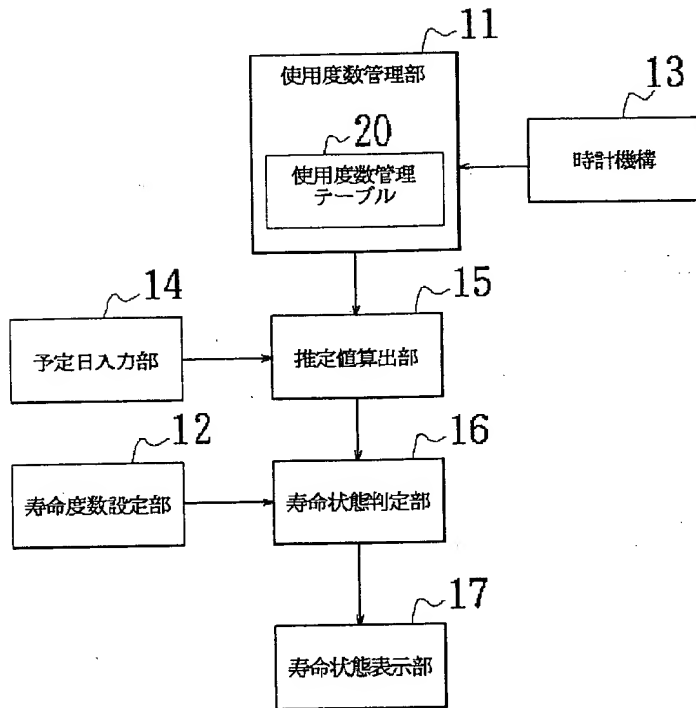 11
使用度数管理部
13
20
時計機構
使用度数管理
テーブル
14
15
予定日入力部
推定値算出部
12
16
寿命度数設定部
寿命状態判定部
17
寿命状態表示部